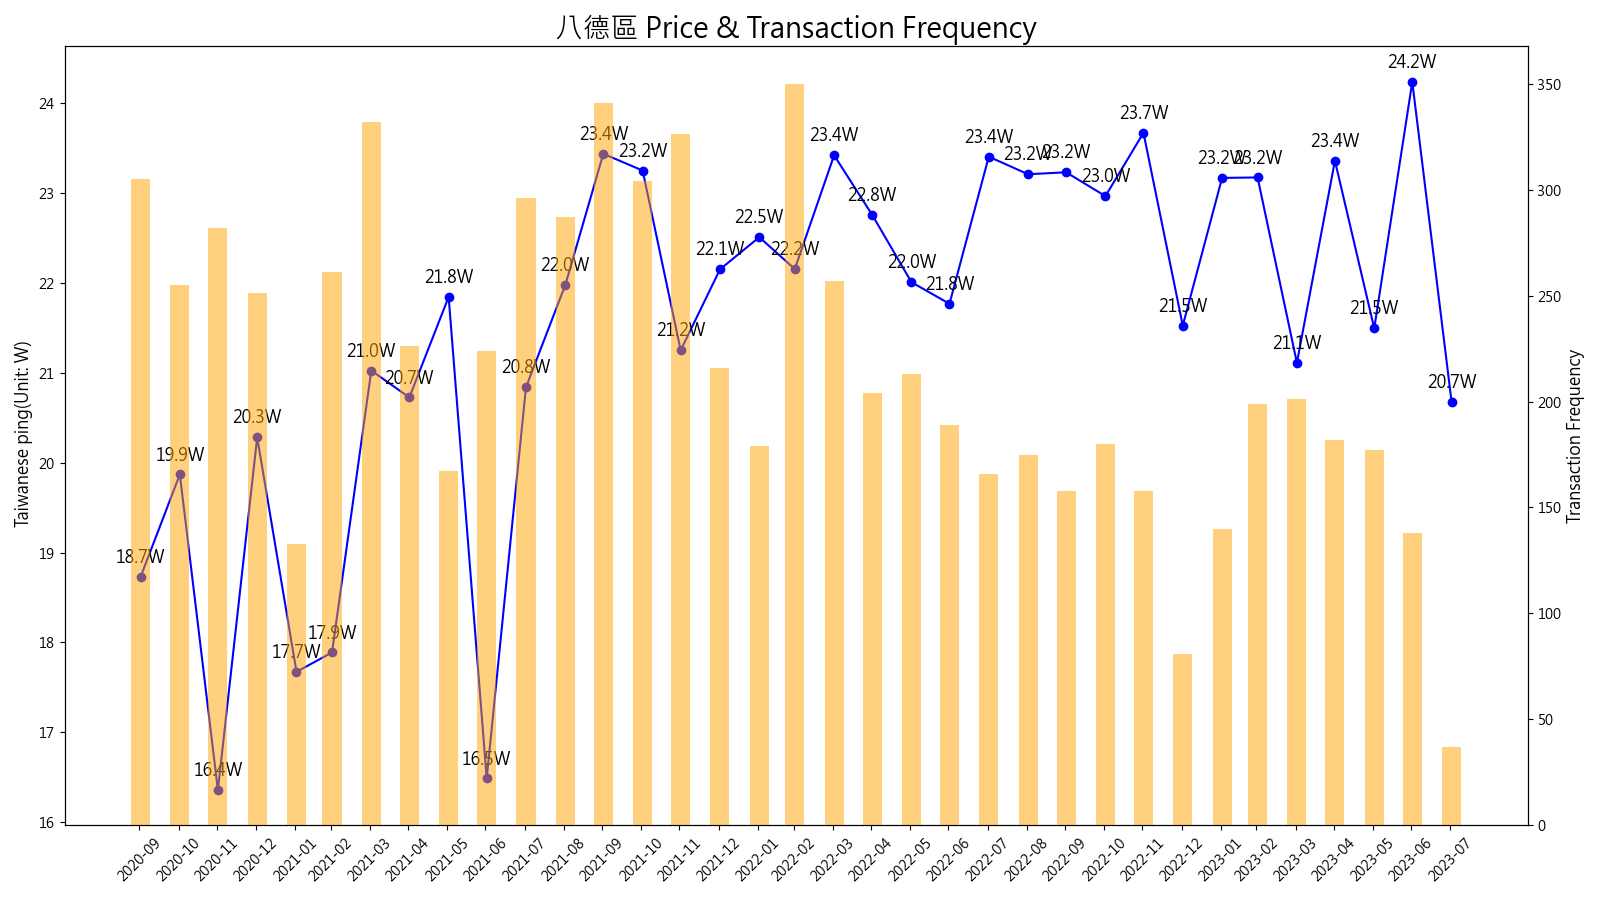 八德區 Price & Transaction Frequency
Taiwanese ping(Unit: W)
24
23
22
21
20
19
18
17
16
18.7W
19.9W
16.4W
20.3W
17.7W
17.9W
21.0W
20.7W
21.8W
16.5W
20.8W
22.0W
23.4W
23.2W
21.2W
22.1W
22.5W
22.2W
23.4W
22.8W
22.0W
21.8W
23.4W
23.2W
23.2W
23.0W
23.7W
21.5W
23.2W
23.2W
21.1W
23.4W
21.5W
24.2W
20.7W
350
300
250
200
150
100
50
0
Transaction Frequency
2020-09
2020-10
2020-11
2020-12
2021-01
2021-02
2021-03
2021-04
2021-05
2021-06
2021-07
2021-08
2021-09
2021-10
2021-11
2021-12
2022-01
2022-02
2022-03
2022-04
2022-05
2022-06
2022-07
2022-08
2022-09
2022-10
2022-11
2022-12
2023-01
2023-02
2023-03
2023-04
2023-05
2023-06
2023-07